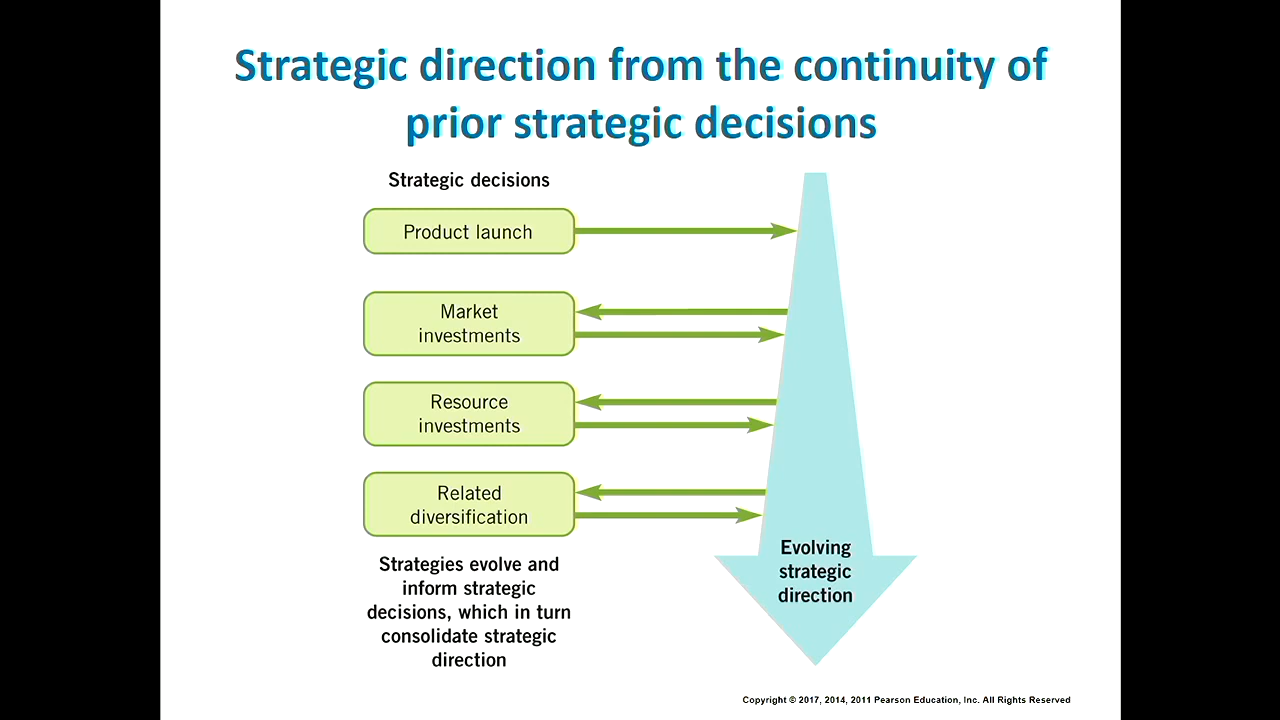 Strategic direction from the continuity of
prior strategic decisions
Strategic decisions
Product launch
Market
investments
Resource
investments
Related
diversification
Strategies evolve and
inform strategic
decisions, which in turn
consolidate strategic
direction
Evolving
strategic
direction
Copyright © 2017, 2014, 2011 Pearson Education, Inc. All Rights Reserved